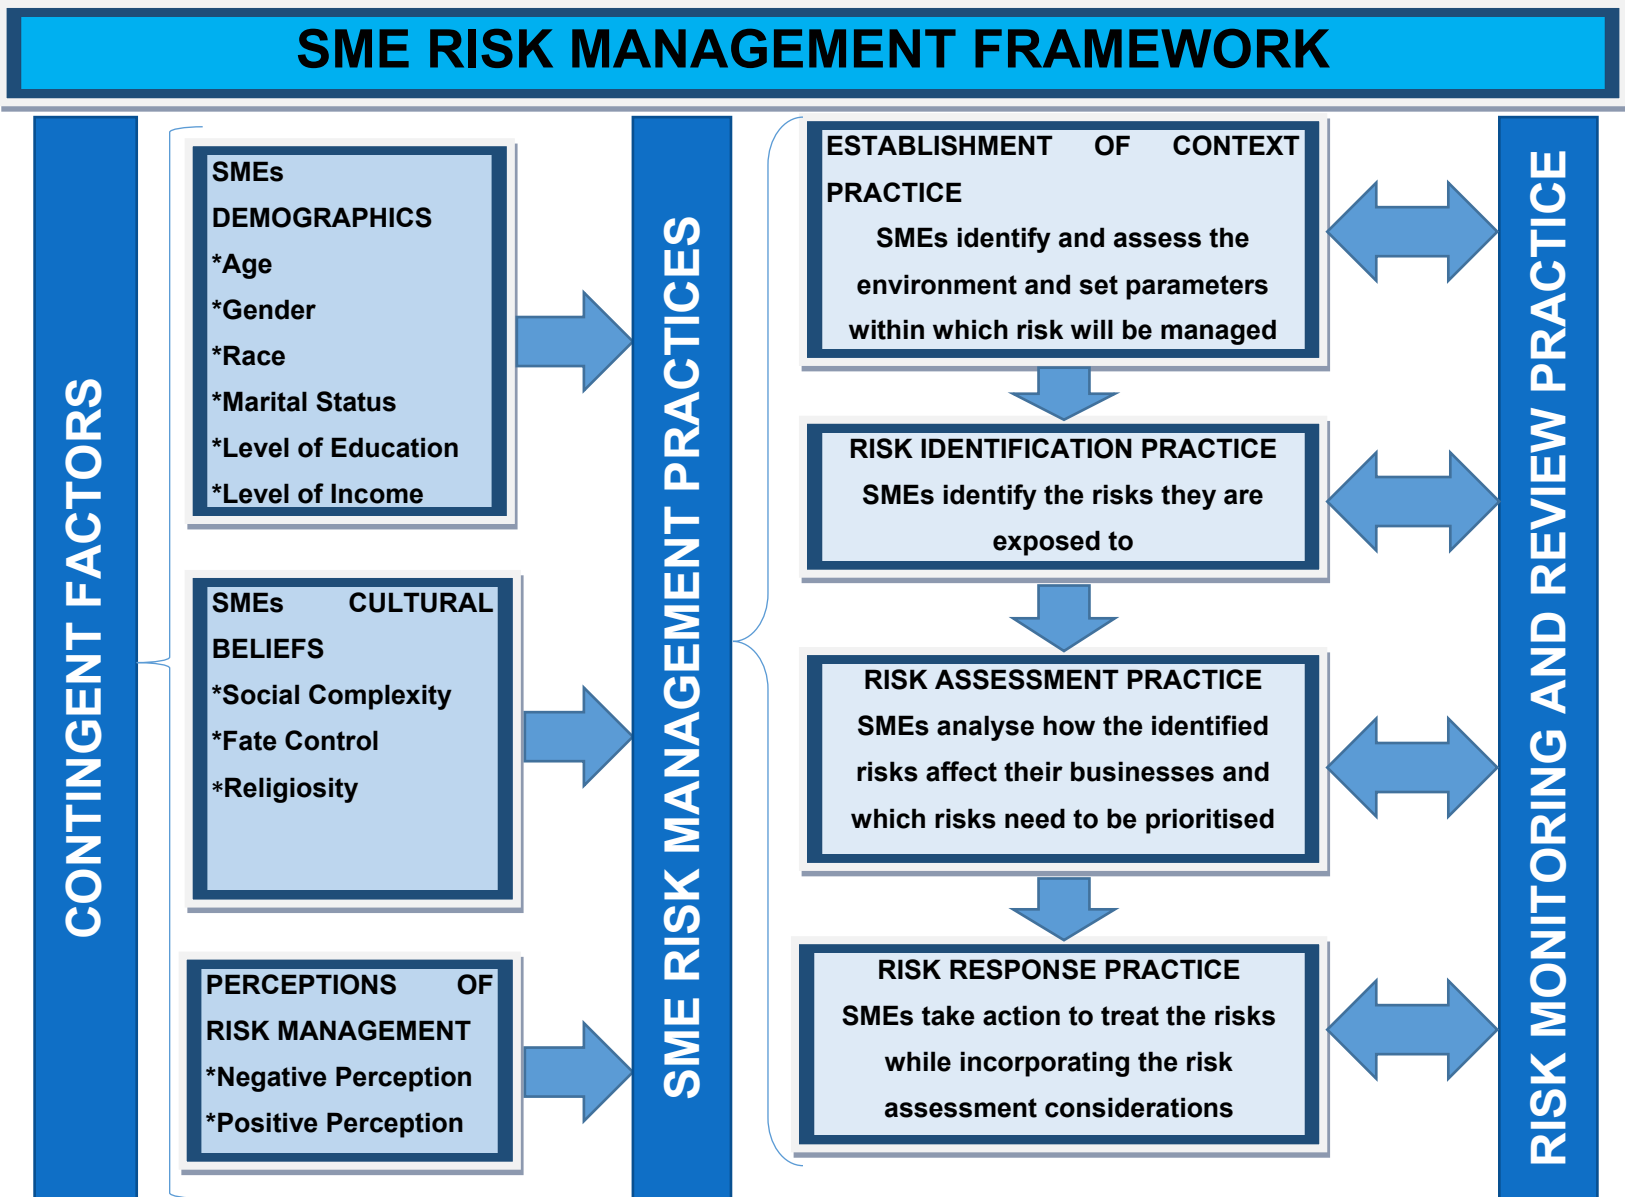 SME RISK MANAGEMENT FRAMEWORK
CONTINGENT FACTORS
SMEs
DEMOGRAPHICS
*Age
*Gender
*Race
*Marital Status
*Level of Education
*Level of Income
SMEs CULTURAL
BELIEFS
*Social Complexity
*Fate Control
*Religiosity
PERCEPTIONS OF
RISK MANAGEMENT
*Negative Perception
*Positive Perception
SME RISK MANAGEMENT PRACTICES
ESTABLISHMENT OF CONTEXT
PRACTICE
SMEs identify and assess the
environment and set parameters
within which risk will be managed
RISK IDENTIFICATION PRACTICE
SMEs identify the risks they are
exposed to
RISK ASSESSMENT PRACTICE
SMEs analyse how the identified
risks affect their businesses and
which risks need to be prioritised
RISK RESPONSE PRACTICE
SMEs take action to treat the risks
while incorporating the risk
assessment considerations
RISK MONITORING AND REVIEW PRACTICE